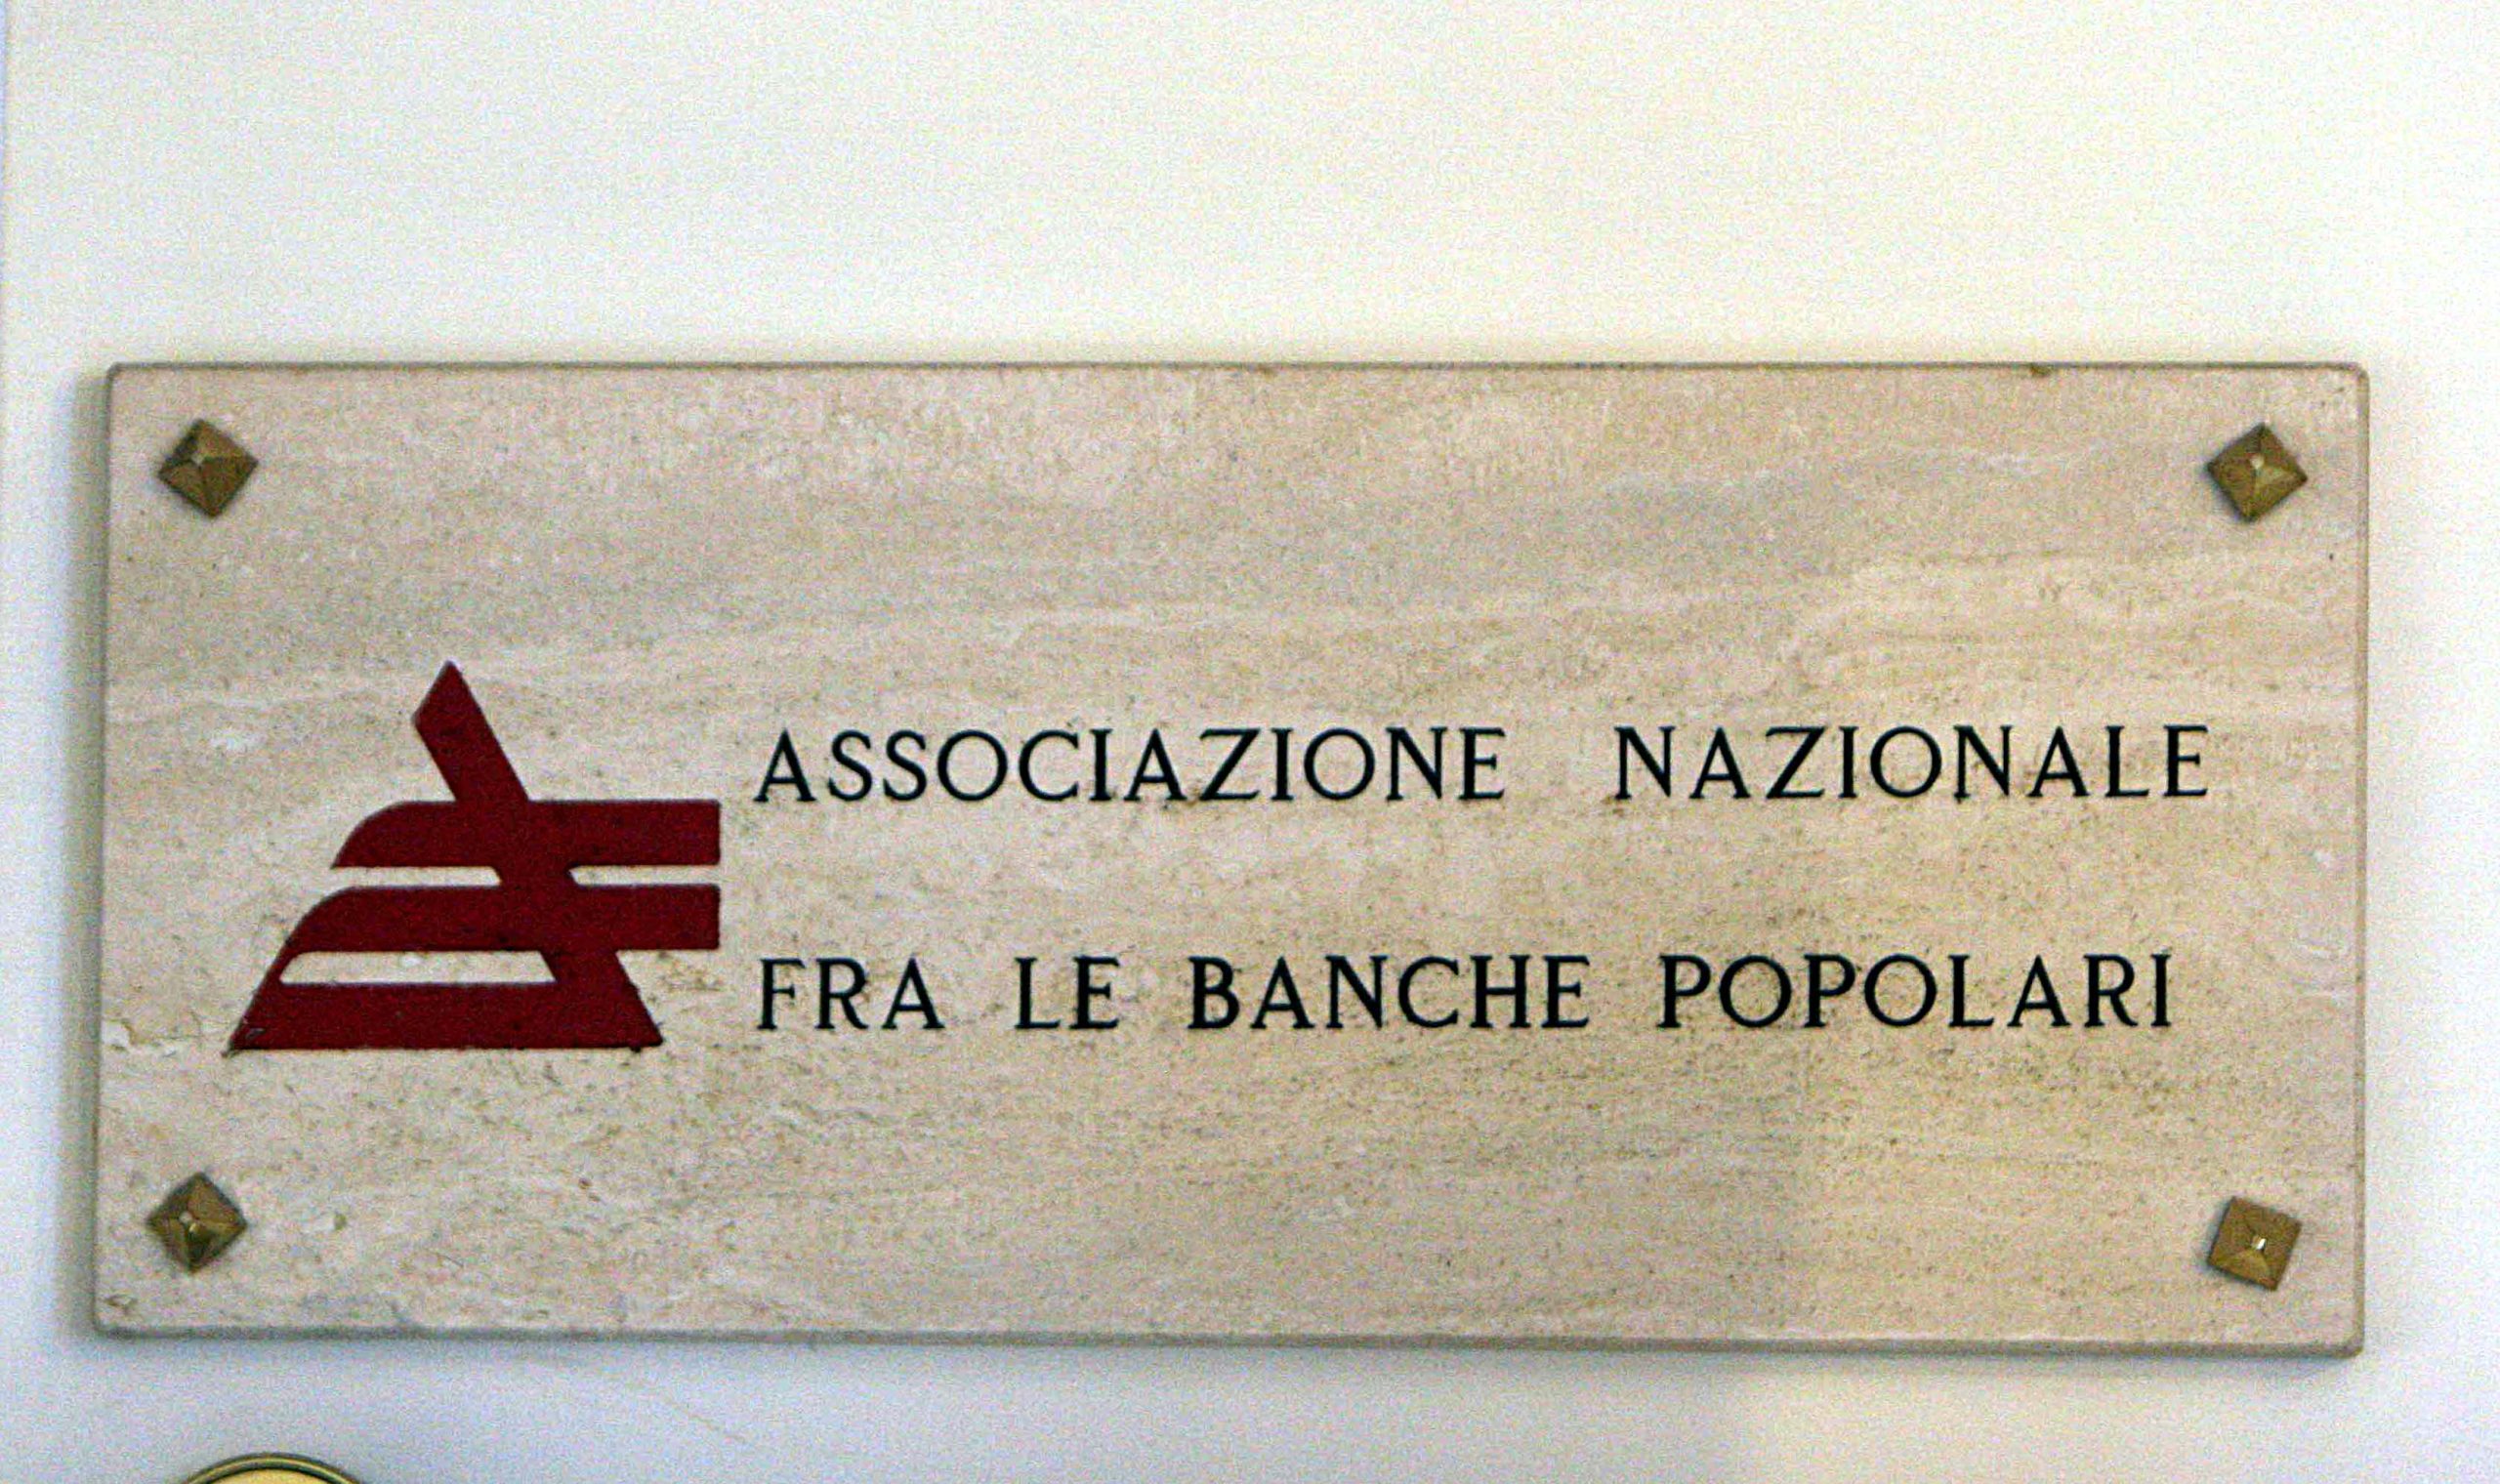 ASSOCIAZIONE NAZIONALE
FRA LE BANCHE POPOLARI